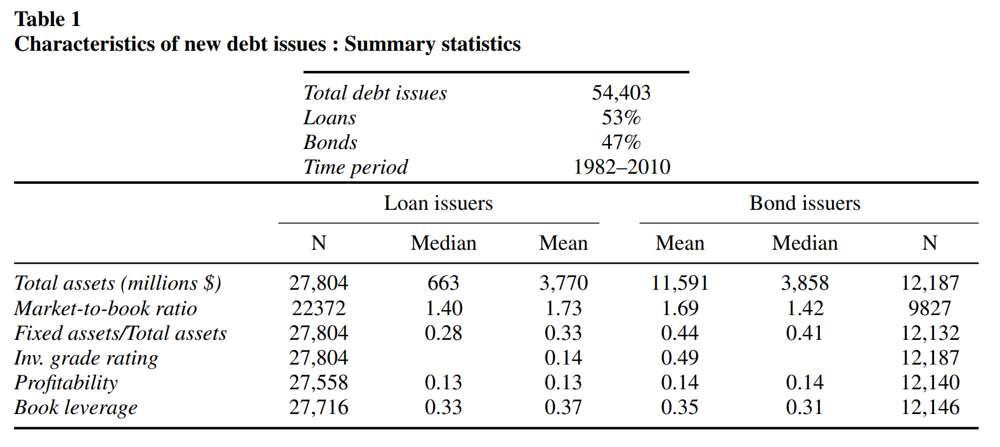 Table 1
Characteristics of new debt issues : Summary statistics
Total debt issues 54,403
Loans 53%
Bonds 47%
Time period 1982–2010
Loan issuers Bond issuers
N Median Mean Mean Median N
Total assets (millions $) 27,804 663 3,770 11,591 3,858 12,187
Market-to-book ratio 22372 1.40 1.73 1.69 1.42 9827
Fixed assets/Total assets 27,804 0.28 0.33 0.44 0.41 12,132
Inv. grade rating 27,804 0.14 0.49 12,187
Profitability 27,558 0.13 0.13 0.14 0.14 12,140
Book leverage 27,716 0.33 0.37 0.35 0.31 12,146